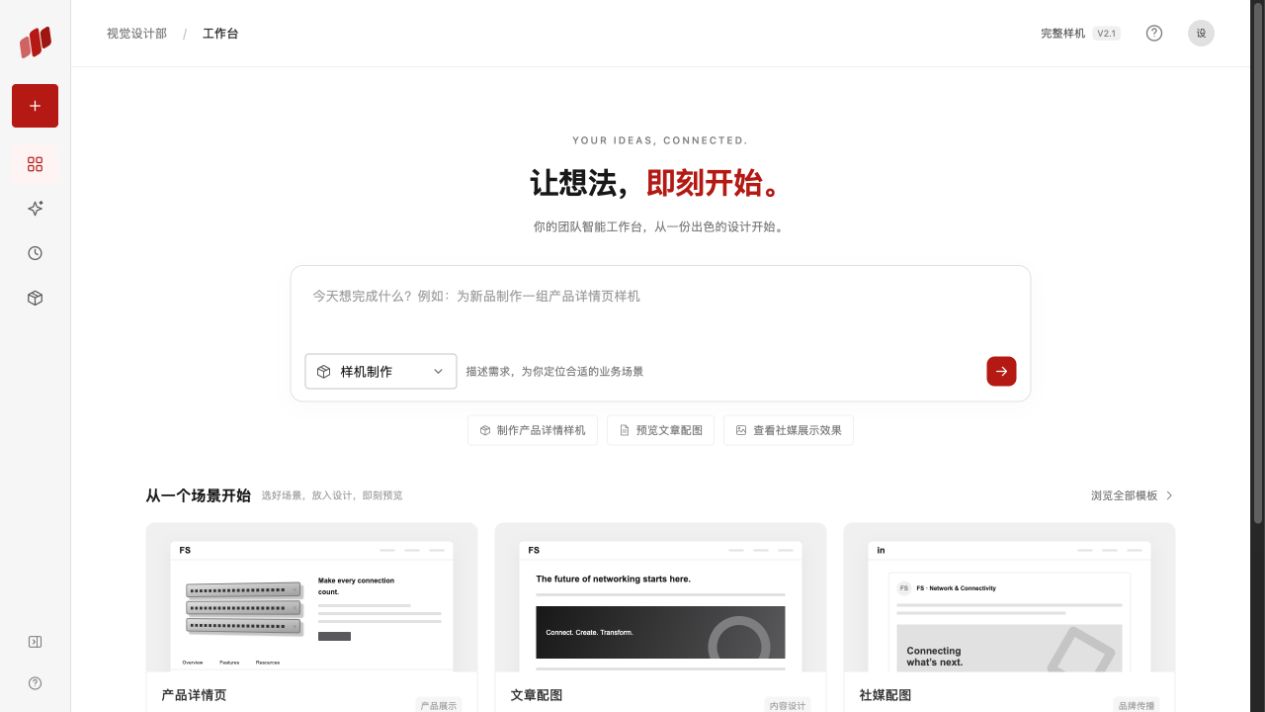 视觉设计部 / 工作台
完整样机 V2.1
设
YOUR IDEAS, CONNECTED.
让想法，即刻开始。
你的团队智能工作台，从一份出色的设计开始。
今天想完成什么？例如：为新品制作一组产品详情页样机
样机制作
描述需求，为你定位合适的业务场景
制作产品详情样机
预览文章配图
查看社媒展示效果
从一个场景开始 选好场景，放入设计，即刻预览
浏览全部模板
FS
Make every connection
count.
Overview Features Resources
产品详情页
产品展示
FS
The future of networking starts here.
Connect. Create. Transform.
文章配图
内容设计
in
FS FS · Network & Connectivity
Connecting
what's next.
社媒配图
品牌传播